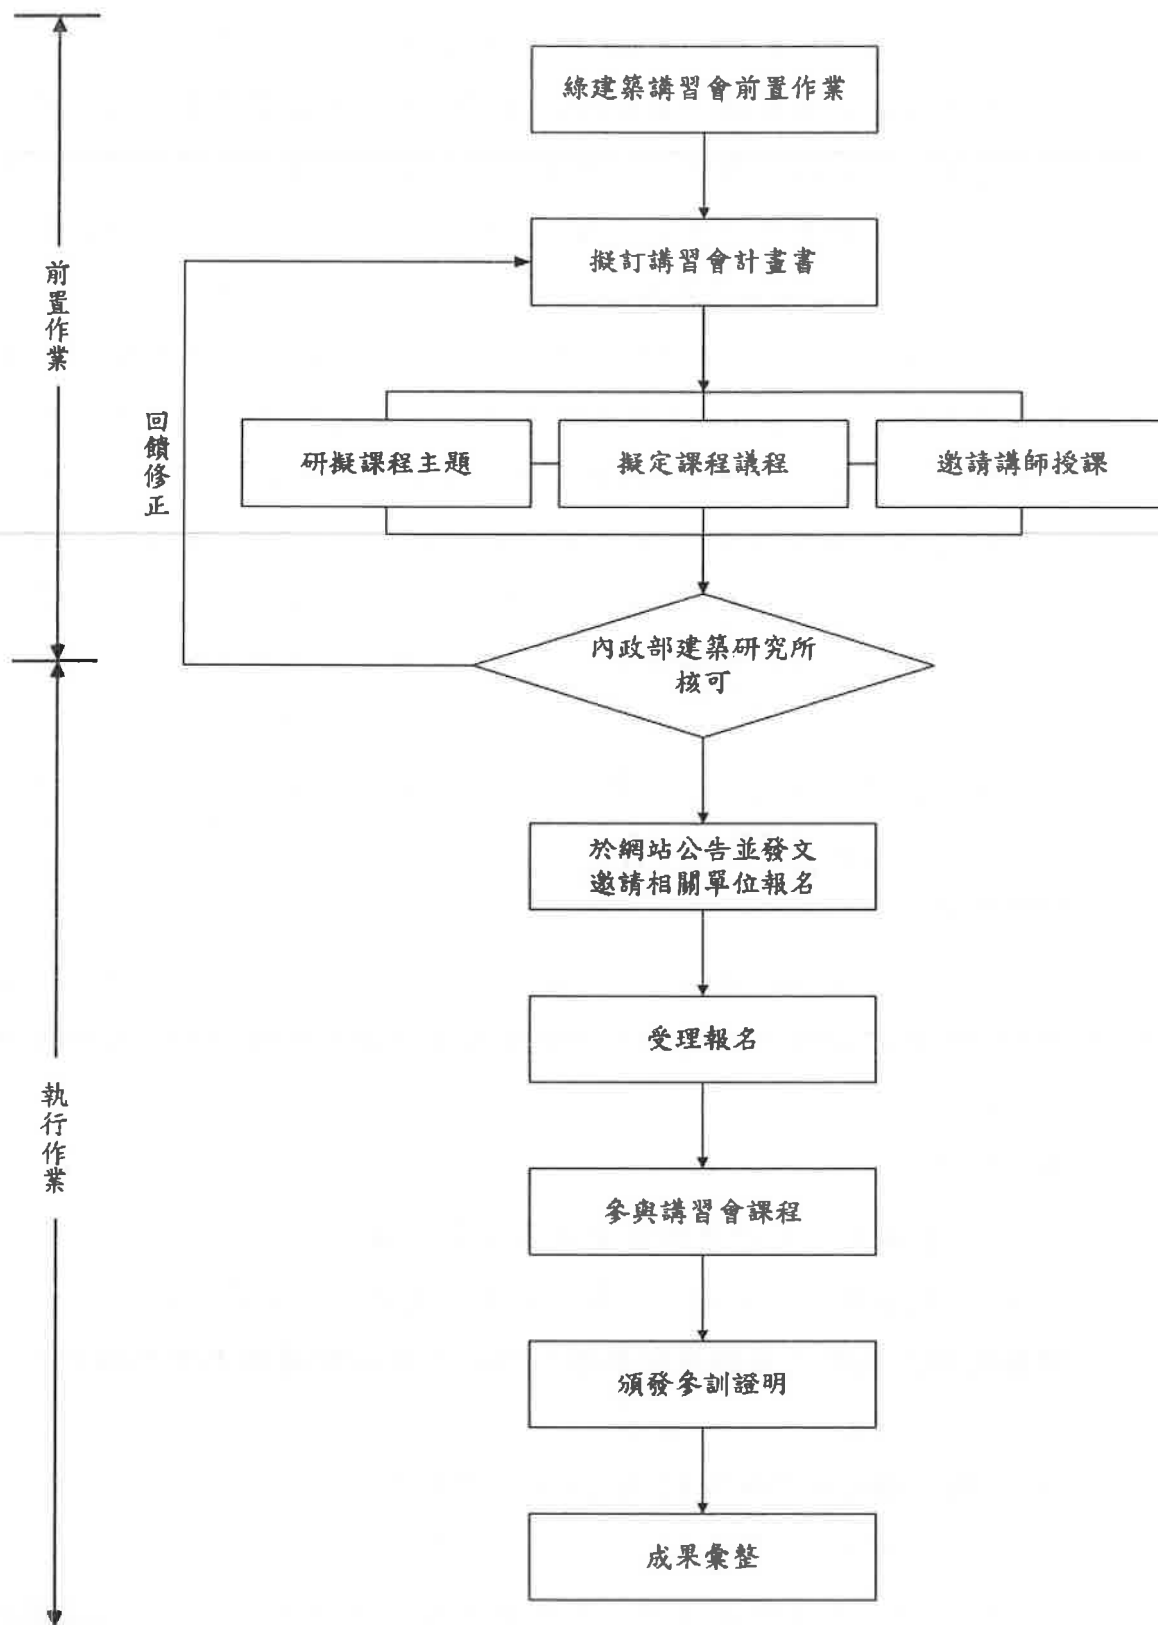 綠建築講習會前置作業
擬訂講習會計畫書
前置作業
回饋修正
研擬課程主題
擬定課程議程
邀請講師授課
內政部建築研究所
核可
於網站公告並發文
邀請相關單位報名
受理報名
執行作業
參與講習會課程
頒發參訓證明
成果彙整